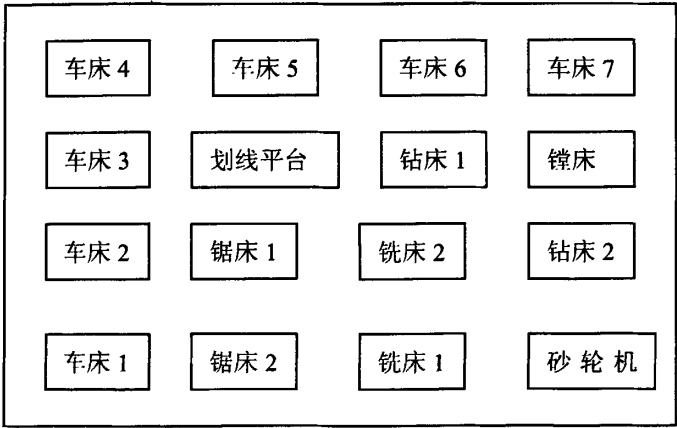 车床 4 车床 5 车床 6 车床 7
车床 3 划线平台 钻床 1 镗床
车床 2 锯床 1 铣床 2 钻床 2
车床 1 锯床 2 铣床 1 砂 轮 机